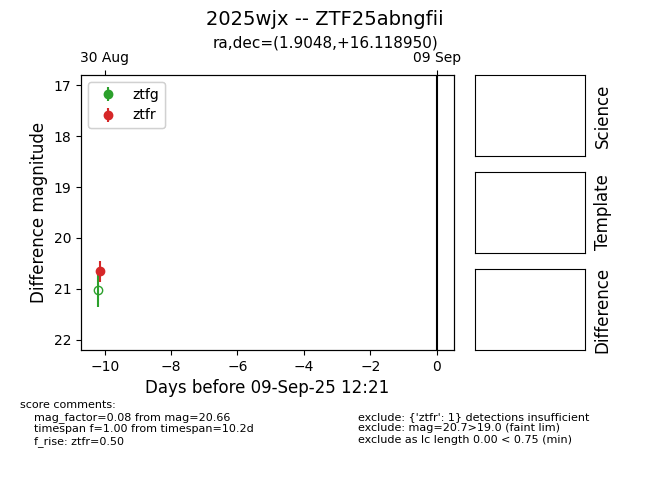 2025wjx -- ZTF25abngfii
ra,dec=(1.9048,+16.118950)
30 Aug
09 Sep
ztfg
ztfr
17
18
19
20
21
22
Difference magnitude
−10
−8
−6
−4
−2
0
Days before 09-Sep-25 12:21
Science
Template
Difference
score comments:
mag_factor=0.08 from mag=20.66
timespan f=1.00 from timespan=10.2d
f_rise: ztfr=0.50
exclude: {'ztfr': 1} detections insufficient
exclude: mag=20.7>19.0 (faint lim)
exclude as lc length 0.00 < 0.75 (min)